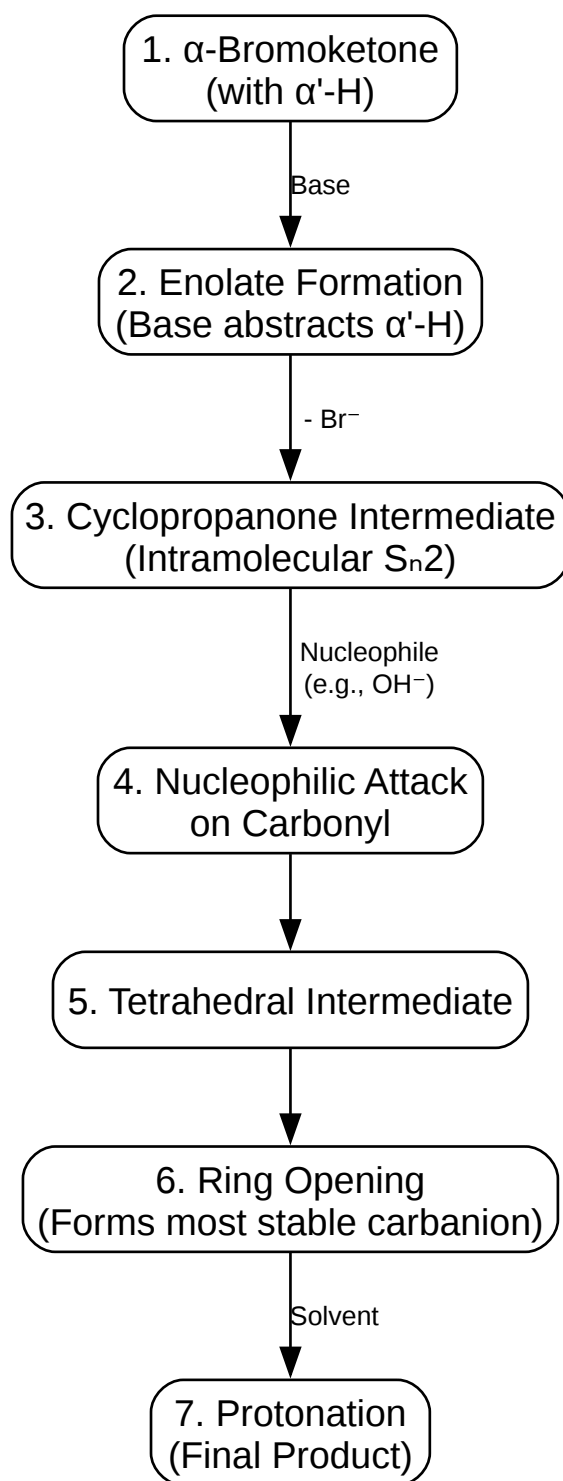 1. α-Bromoketone
(with α'-H)
Base
2. Enolate Formation
(Base abstracts α'-H)
- Br⁻
3. Cyclopropanone Intermediate
(Intramolecular Sₙ2)
Nucleophile
(e.g., OH⁻)
4. Nucleophilic Attack
on Carbonyl
5. Tetrahedral Intermediate
6. Ring Opening
(Forms most stable carbanion)
Solvent
7. Protonation
(Final Product)